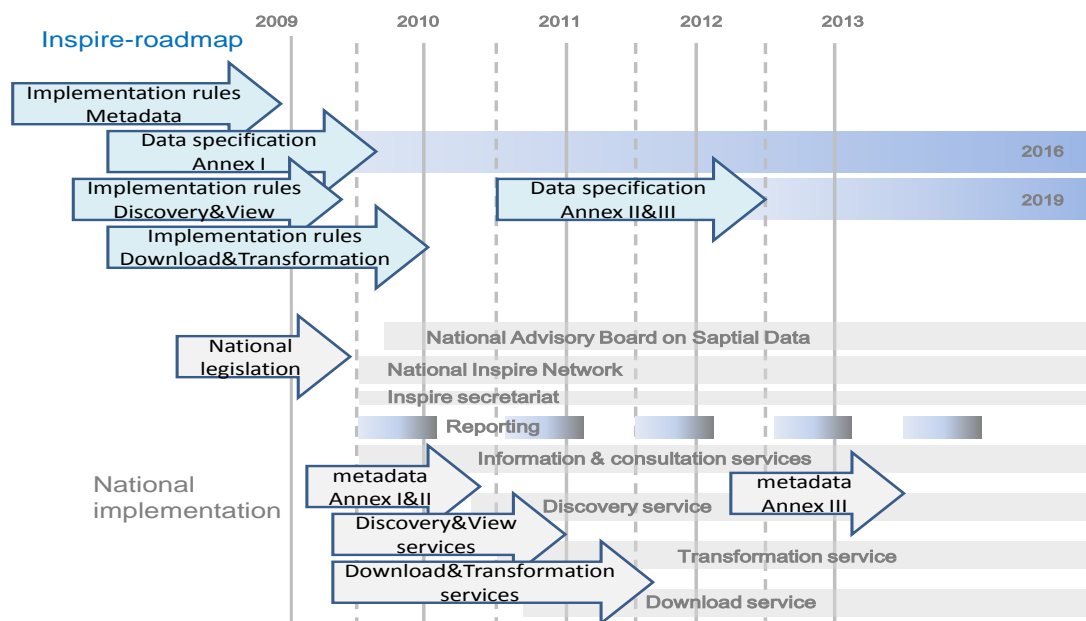 2009
2010
2011
2012
2013
Inspire-roadmap
Implementation rules
Metadata
Data specification
Annex I
2016
Implementation rules
Discovery&View
Data specification
Annex II&III
2019
Implementation rules
Download&Transformation
National Advisory Board on Saptial Data
National
legislation
National Inspire Network
Inspire secretariat
Reporting
Information & consultation services
National
implementation
metadata
Annex I&II
Discovery service
metadata
Annex III
Discovery&View
services
Transformation service
Download&Transformation
services
Download service